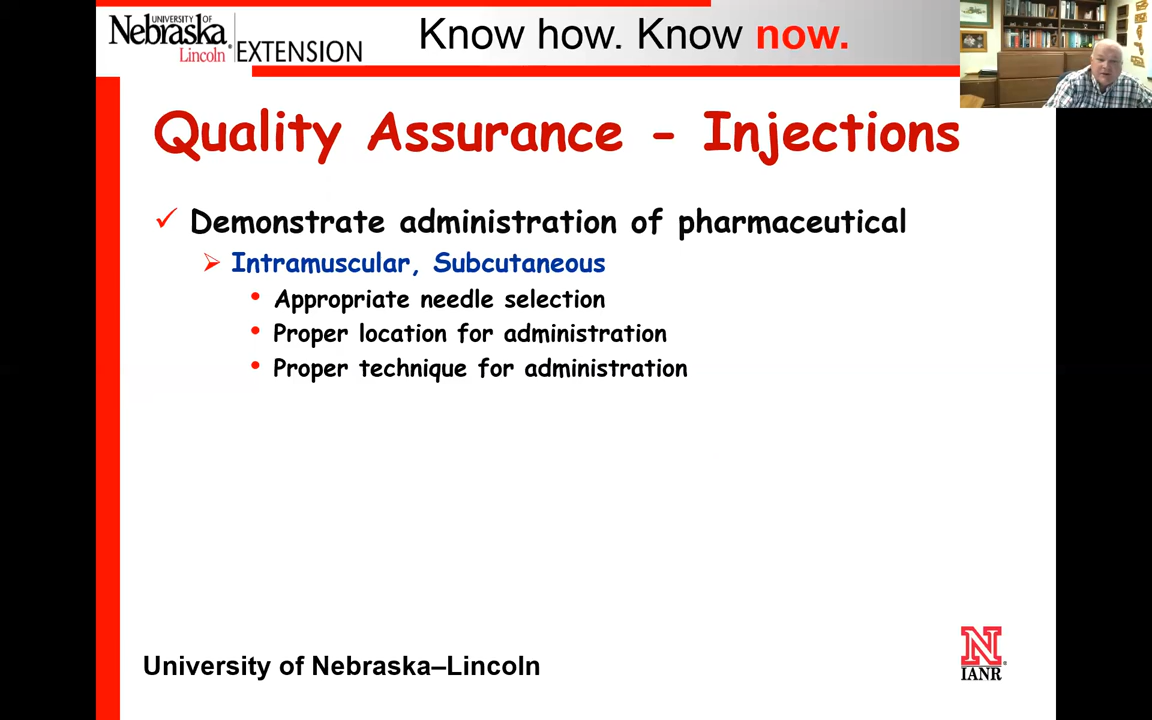 UNIVERSITY OF
Nebraska
Lincoln
EXTENSION
Know how. Know now.
Quality Assurance - Injections
Demonstrate administration of pharmaceutical
Intramuscular, Subcutaneous
Appropriate needle selection
Proper location for administration
Proper technique for administration
University of Nebraska–Lincoln
N
IANR